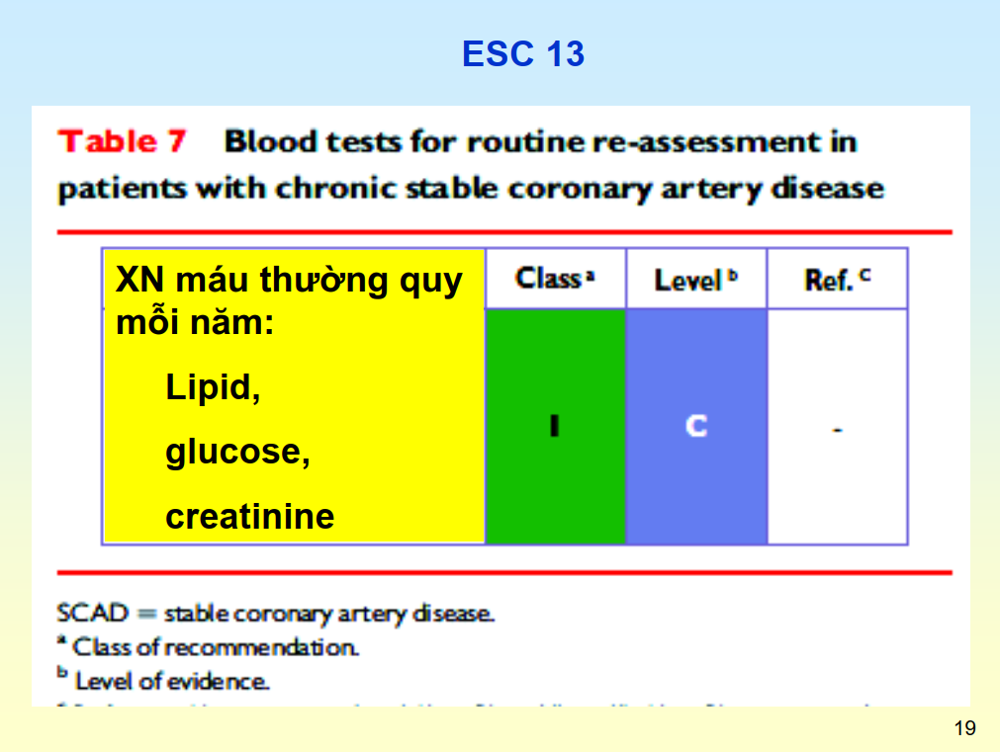 ESC 13
Table 7 Blood tests for routine re-assessment in
patients with chronic stable coronary artery disease
XN máu thường quy
mỗi năm:
Class a
Level b
Ref. C
Lipid,
glucose,
creatinine
I
C
-
SCAD = stable coronary artery disease.
a Class of recommendation.
b Level of evidence.
19